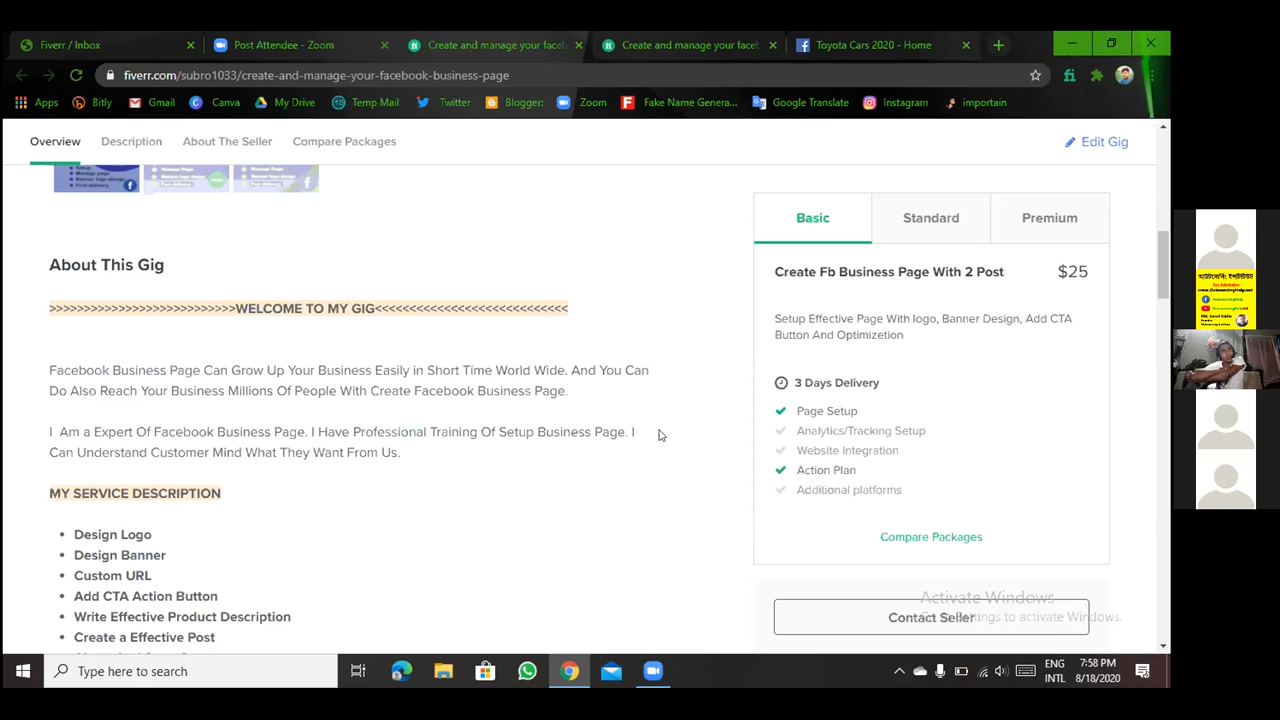 Fiverr / Inbox
Post Attendee - Zoom
Create and manage your faceb
Create and manage your faceb
Toyota Cars 2020 - Home
fiverr.com/subro1033/create-and-manage-your-facebook-business-page
Apps
Bitly
Gmail
Canva
My Drive
Temp Mail
Twitter
Blogger:
Zoom
Fake Name Genera...
Google Translate
Instagram
importain
Overview
Description
About The Seller
Compare Packages
Edit Gig
Basic
Standard
Premium
About This Gig
>>>>>>>>>>>>>>>>>>>>>>>>>>>WELCOME TO MY GIG<<<<<<<<<<<<<<<<<<<<<<<<<<<<
Create Fb Business Page With 2 Post
$25
Setup Effective Page With logo, Banner Design, Add CTA
Button And Optimizetion
Facebook Business Page Can Grow Up Your Business Easily in Short Time World Wide. And You Can
Do Also Reach Your Business Millions Of People With Create Facebook Business Page.
3 Days Delivery
Page Setup
Analytics/Tracking Setup
Website Integration
Action Plan
Additional platforms
I Am a Expert Of Facebook Business Page. I Have Professional Training Of Setup Business Page. I
Can Understand Customer Mind What They Want From Us.
MY SERVICE DESCRIPTION
Design Logo
Design Banner
Custom URL
Add CTA Action Button
Write Effective Product Description
Create a Effective Post
Compare Packages
Activate Windows
Contact Seller
ttings to activate Windows.
Type here to search
ENG
INTL
7:58 PM
8/18/2020